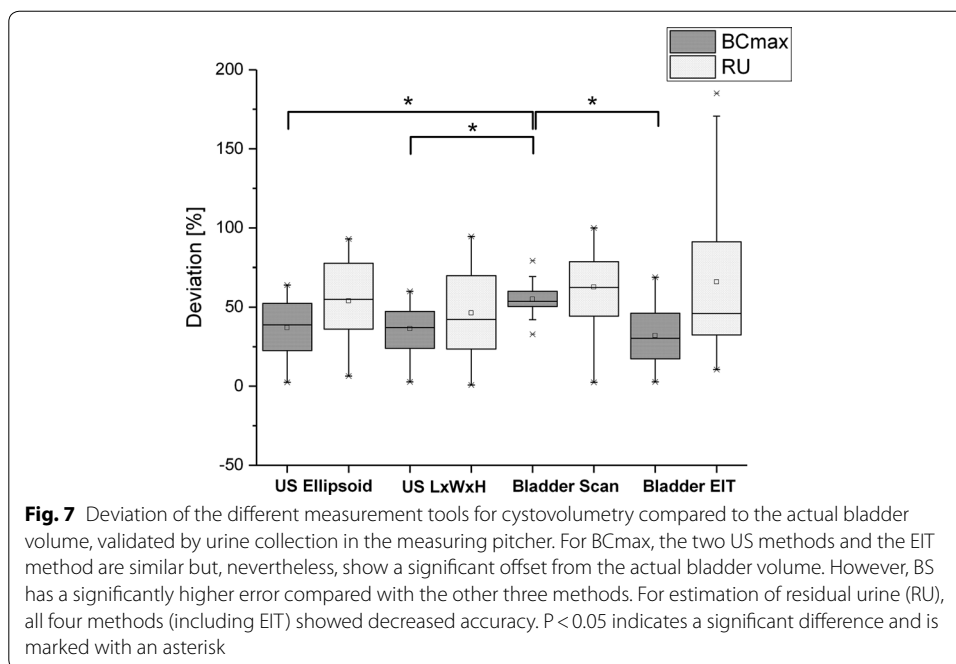 BCmax
RU
200
150
100
50
0
-50
Deviation [%]
*
*
*
US Ellipsoid
US LxWxH
Bladder Scan
Bladder EIT
Fig. 7 Deviation of the different measurement tools for cystovolumetry compared to the actual bladder
volume, validated by urine collection in the measuring pitcher. For BCmax, the two US methods and the EIT
method are similar but, nevertheless, show a significant offset from the actual bladder volume. However, BS
has a significantly higher error compared with the other three methods. For estimation of residual urine (RU),
all four methods (including EIT) showed decreased accuracy. P < 0.05 indicates a significant difference and is
marked with an asterisk